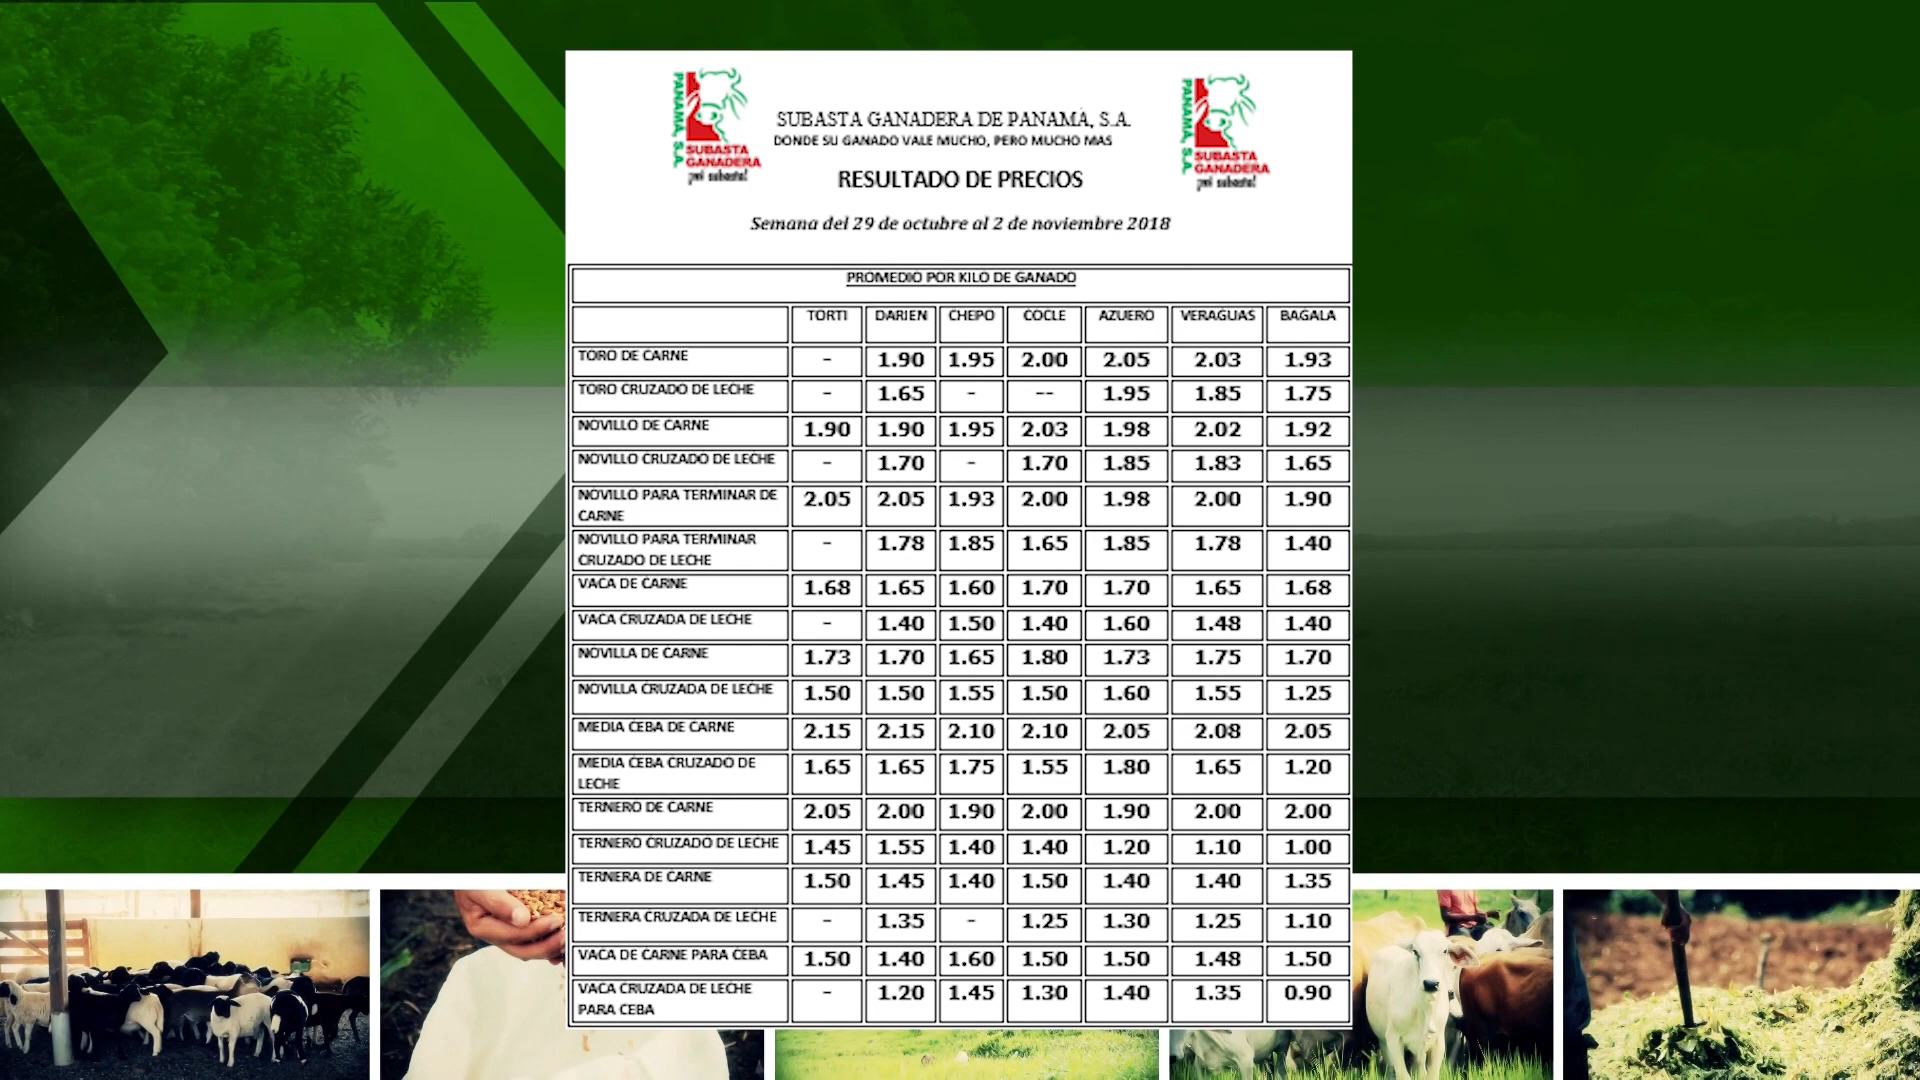 PANAMA, S.A.
SUBASTA
GANADERA
¡mi subasta!
SUBASTA GANADERA DE PANAMÁ, S.A.
DONDE SU GANADO VALE MUCHO, PERO MUCHO MAS
RESULTADO DE PRECIOS
PANAMA, S.A.
SUBASTA
GANADERA
¡mi subasta!
Semana del 29 de octubre al 2 de noviembre 2018
PROMEDIO POR KILO DE GANADO
TORTI DARIEN CHEPO COCLE AZUERO VERAGUAS BAGALA
TORO DE CARNE - 1.90 1.95 2.00 2.05 2.03 1.93
TORO CRUZADO DE LECHE - 1.65 - -- 1.95 1.85 1.75
NOVILLO DE CARNE 1.90 1.90 1.95 2.03 1.98 2.02 1.92
NOVILLO CRUZADO DE LECHE - 1.70 - 1.70 1.85 1.83 1.65
NOVILLO PARA TERMINAR DE
CARNE 2.05 2.05 1.93 2.00 1.98 2.00 1.90
NOVILLO PARA TERMINAR
CRUZADO DE LECHE - 1.78 1.85 1.65 1.85 1.78 1.40
VACA DE CARNE 1.68 1.65 1.60 1.70 1.70 1.65 1.68
VACA CRUZADA DE LECHE - 1.40 1.50 1.40 1.60 1.48 1.40
NOVILLA DE CARNE 1.73 1.70 1.65 1.80 1.73 1.75 1.70
NOVILLA CRUZADA DE LECHE 1.50 1.50 1.55 1.50 1.60 1.55 1.25
MEDIA CEBA DE CARNE 2.15 2.15 2.10 2.10 2.05 2.08 2.05
MEDIA CEBA CRUZADO DE
LECHE 1.65 1.65 1.75 1.55 1.80 1.65 1.20
TERNERO DE CARNE 2.05 2.00 1.90 2.00 1.90 2.00 2.00
TERNERO CRUZADO DE LECHE 1.45 1.55 1.40 1.40 1.20 1.10 1.00
TERNERA DE CARNE 1.50 1.45 1.40 1.50 1.40 1.40 1.35
TERNERA CRUZADA DE LECHE - 1.35 - 1.25 1.30 1.25 1.10
VACA DE CARNE PARA CEBA 1.50 1.40 1.60 1.50 1.50 1.48 1.50
VACA CRUZADA DE LECHE
PARA CEBA - 1.20 1.45 1.30 1.40 1.35 0.90